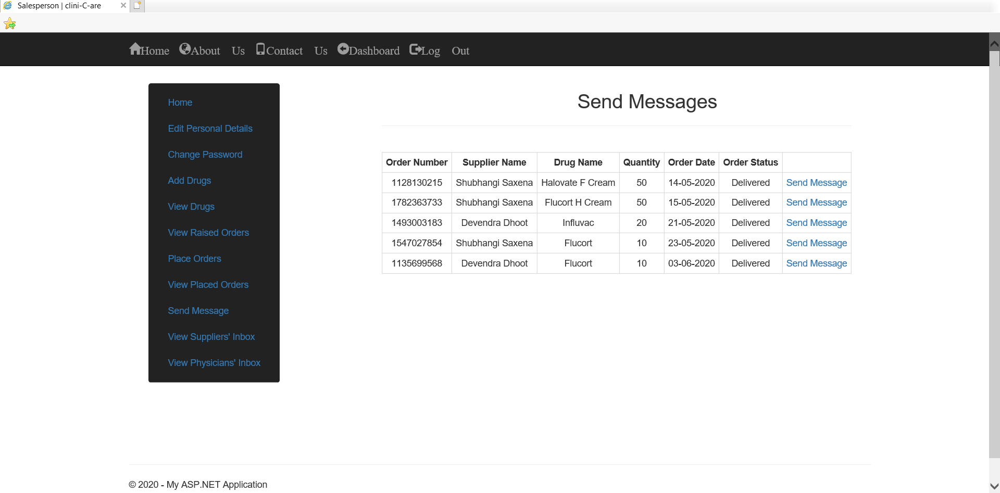 Salesperson | clini-C-are
Home About Us Contact Us Dashboard Log Out
Home
Edit Personal Details
Change Password
Add Drugs
View Drugs
View Raised Orders
Place Orders
View Placed Orders
Send Message
View Suppliers' Inbox
View Physicians' Inbox
Send Messages
Order Number Supplier Name Drug Name Quantity Order Date Order Status
1128130215 Shubhangi Saxena Halovate F Cream 50 14-05-2020 Delivered Send Message
1782363733 Shubhangi Saxena Flucort H Cream 50 15-05-2020 Delivered Send Message
1493003183 Devendra Dhoot Influvac 20 21-05-2020 Delivered Send Message
1547027854 Shubhangi Saxena Flucort 10 23-05-2020 Delivered Send Message
1135699568 Devendra Dhoot Flucort 10 03-06-2020 Delivered Send Message
© 2020 - My ASP.NET Application